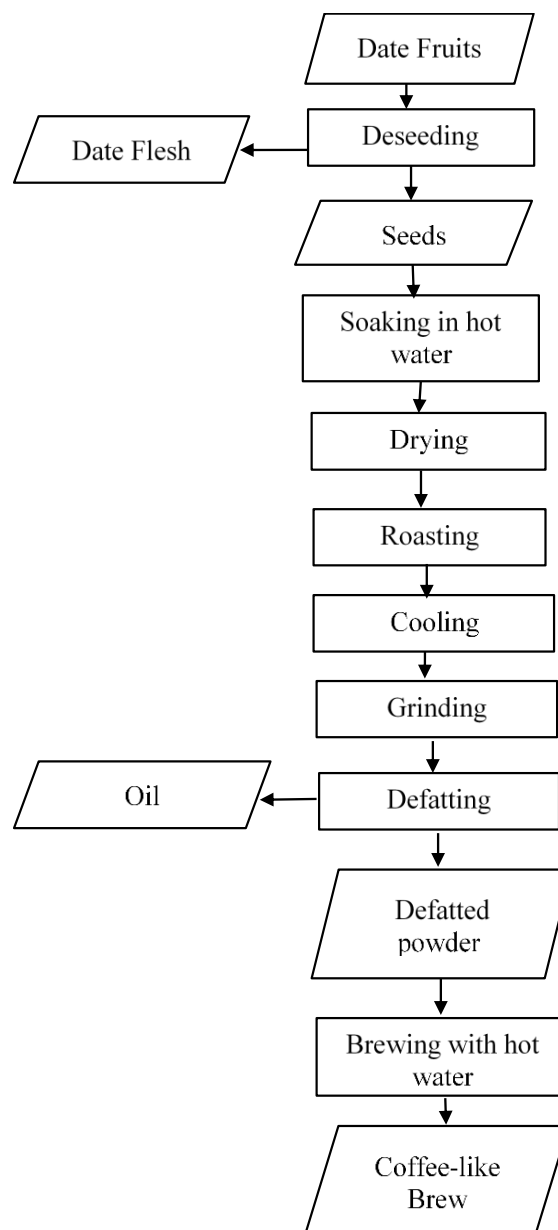 Date Fruits
Deseeding
Date Flesh
Seeds
Soaking in hot
water
Drying
Roasting
Cooling
Grinding
Defatting
Oil
Defatted
powder
Brewing with hot
water
Coffee-like
Brew